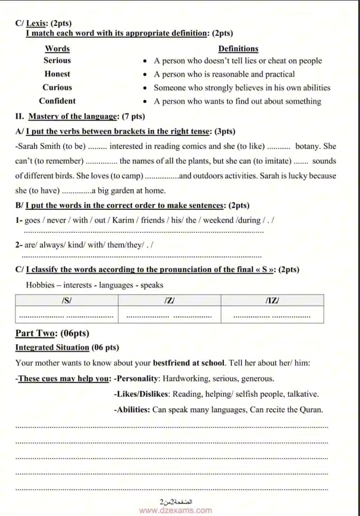 C/ Lexis: (2pts)
I match each word with its appropriate definition: (2pts)
Words Definitions
Serious • A person who doesn't tell lies or cheat on people
Honest • A person who is reasonable and practical
Curious • Someone who strongly believes in his own abilities
Confident • A person who wants to find out about something
II. Mastery of the language: (7 pts)
A/ I put the verbs between brackets in the right tense: (3pts)
-Sarah Smith (to be) ......... interested in reading comics and she (to like) ........... botany. She
can't (to remember) ............... the names of all the plants, but she can (to imitate) ....... sounds
of different birds. She loves (to camp) ................and outdoors activities. Sarah is lucky because
she (to have) ..............a big garden at home.
B/ I put the words in the correct order to make sentences: (2pts)
1- goes / never / with / out / Karim / friends / his/ the / weekend /during / . /
2- are/ always/ kind/ with/ them/they/ . /
C/ I classify the words according to the pronunciation of the final « S »: (2pts)
Hobbies – interests - languages - speaks
/S/ /Z/ /IZ/
Part Two: (06pts)
Integrated Situation (06 pts)
Your mother wants to know about your bestfriend at school. Tell her about her/ him:
-These cues may help you: -Personality: Hardworking, serious, generous.
-Likes/Dislikes: Reading, helping/ selfish people, talkative.
-Abilities: Can speak many languages, Can recite the Quran.
الصفحة2من2
www.dzexams.com